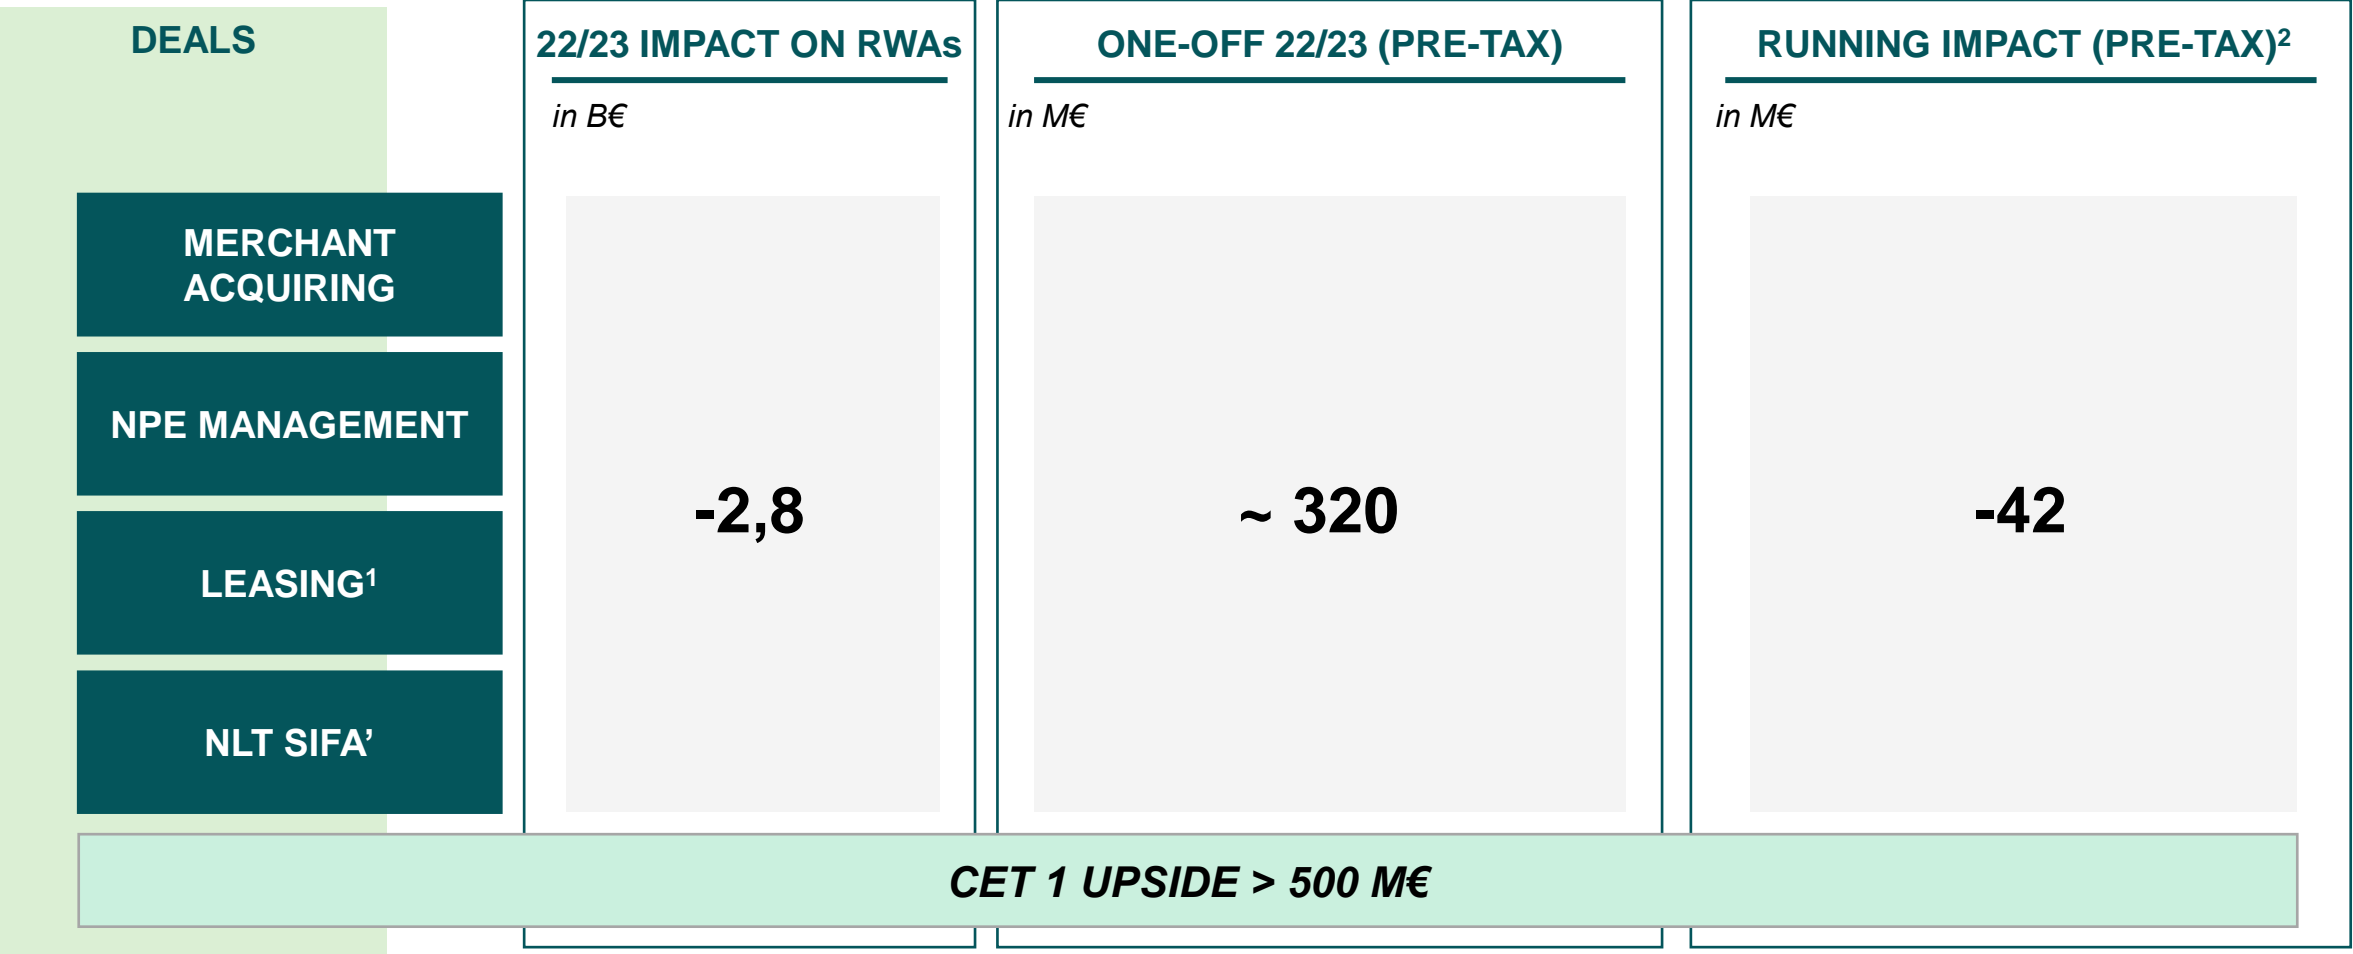 DEALS
22/23 IMPACT ON RWAs
in B€
ONE-OFF 22/23 (PRE-TAX)
in M€
RUNNING IMPACT (PRE-TAX)²
in M€
MERCHANT
ACQUIRING
NPE MANAGEMENT
LEASING¹
NLT SIFA’
-2,8
~ 320
-42
CET 1 UPSIDE > 500 M€